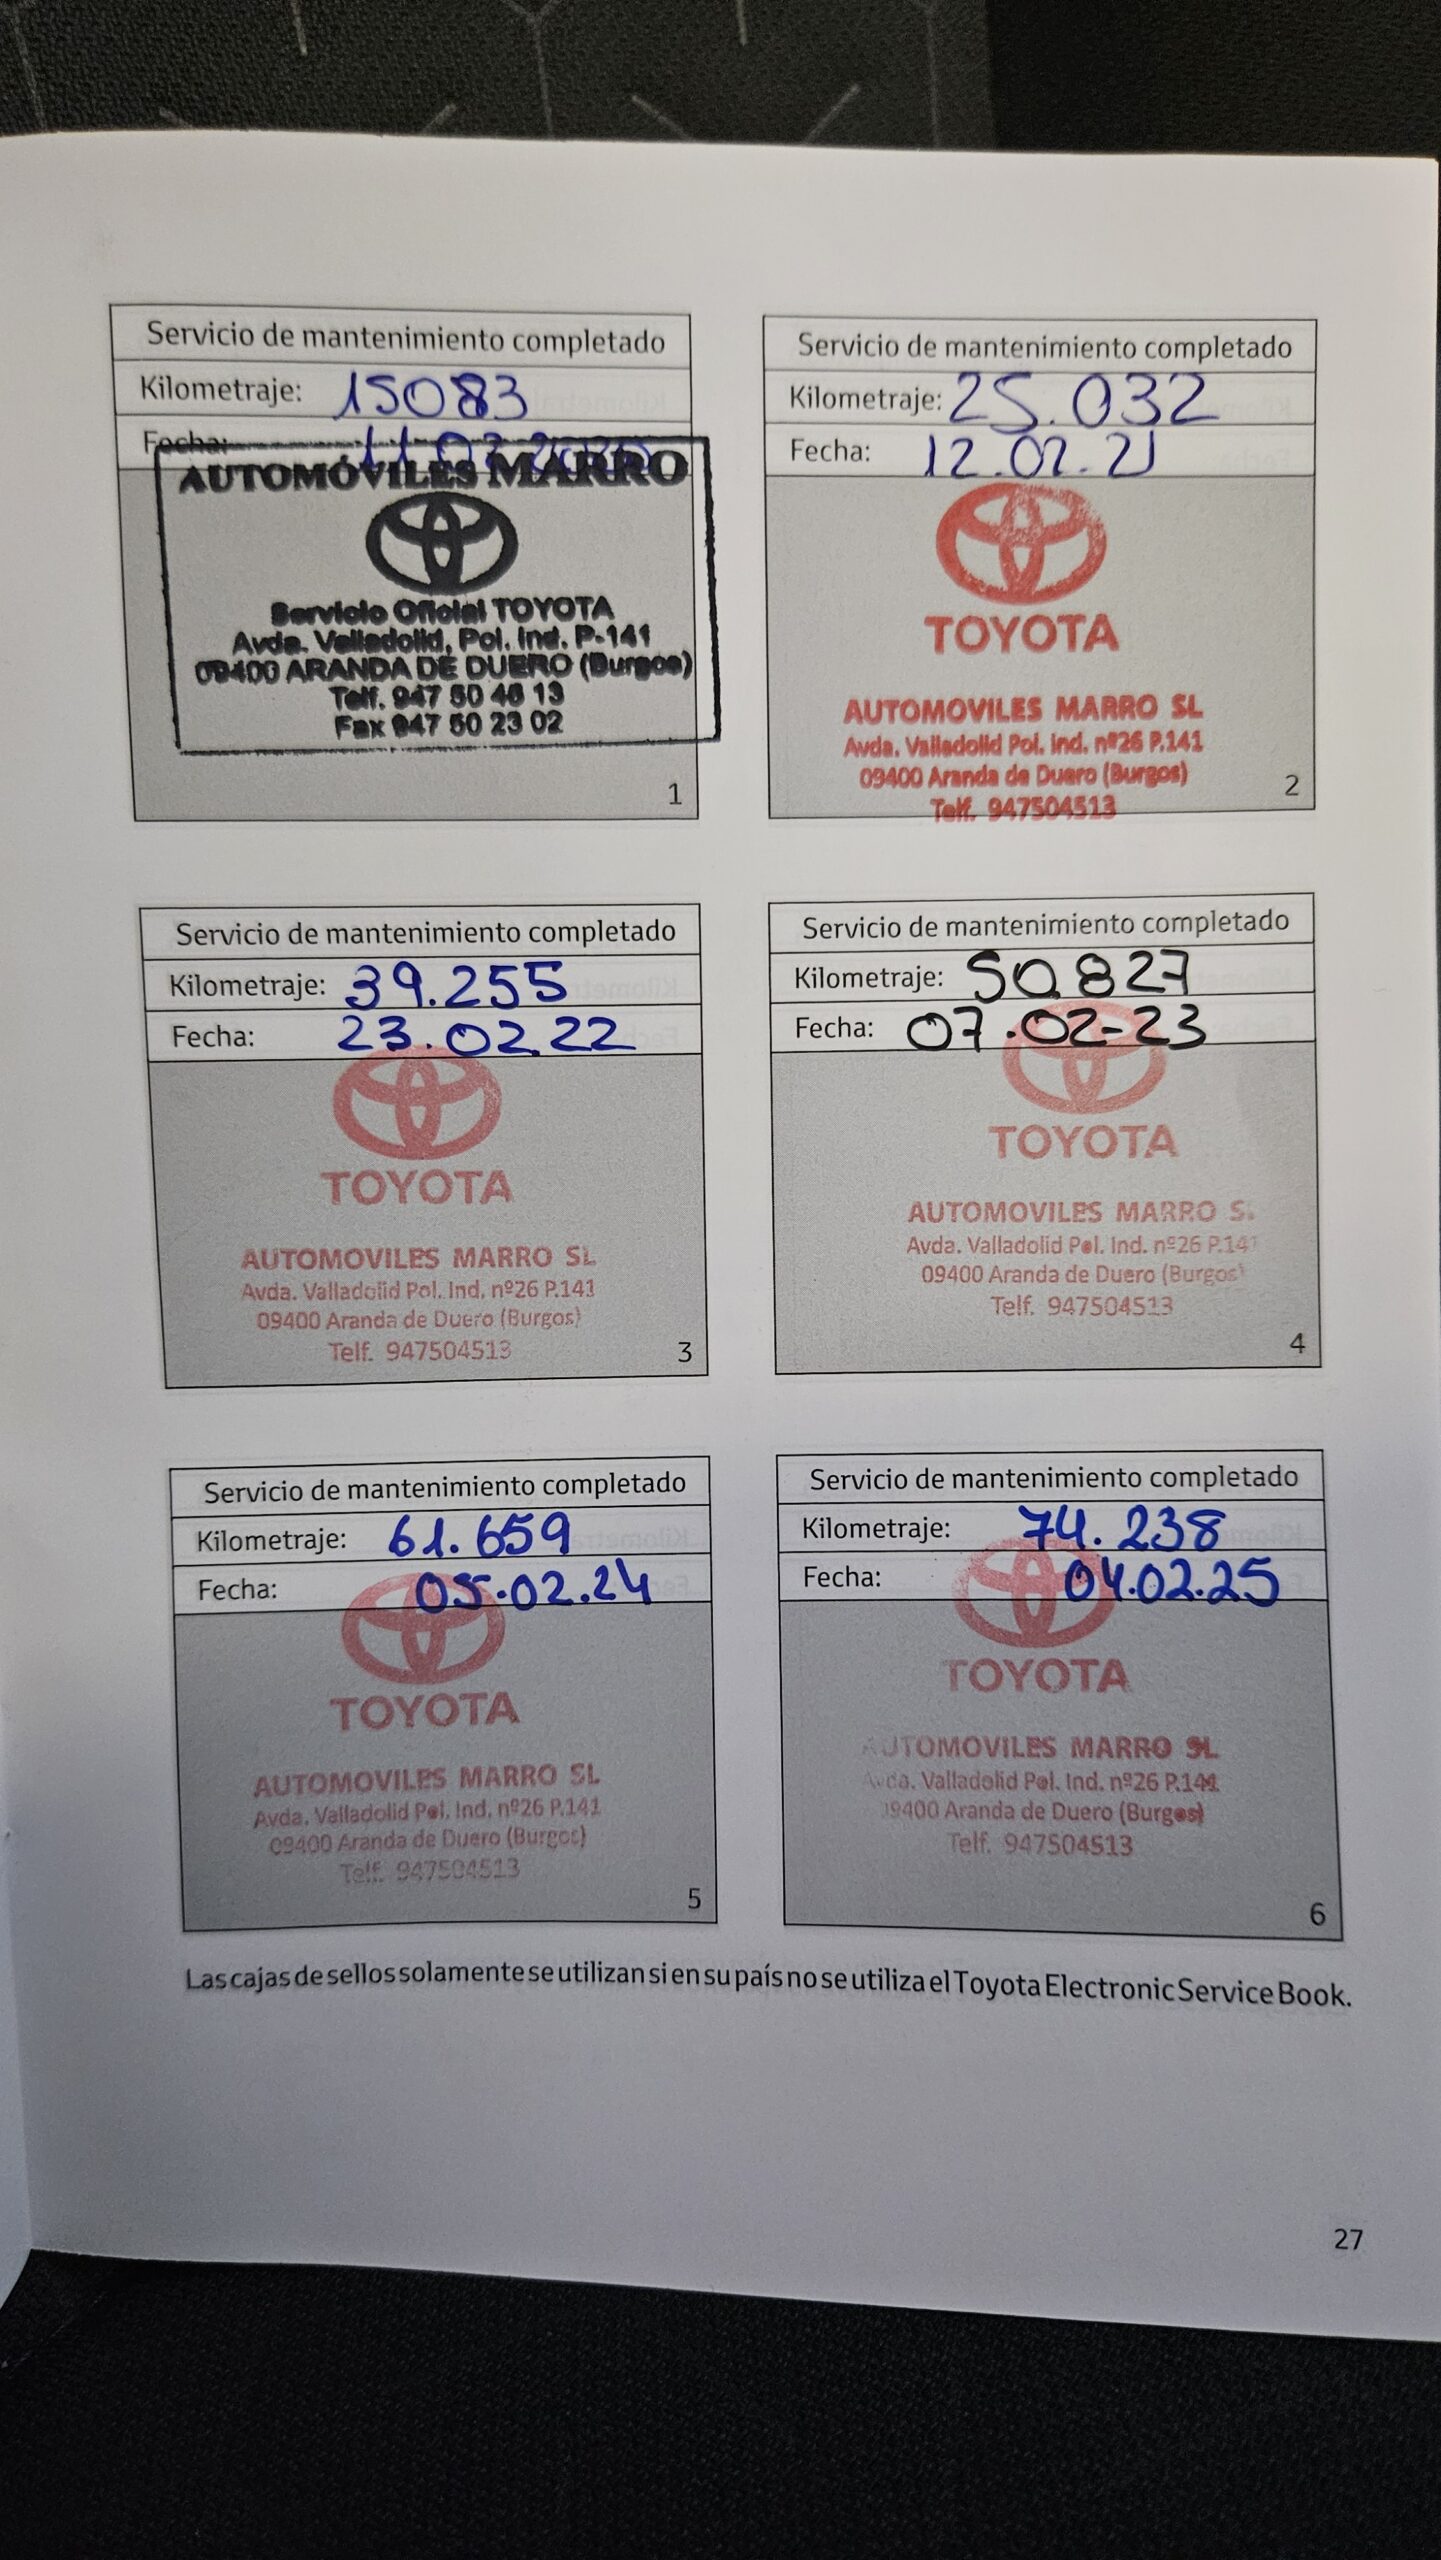 Servicio de mantenimiento completado
Kilometraje: 15083
Fecha:
AUTOMÓVILES MARRO
Servicio Oficial TOYOTA
Avda. Valladolid, Pol. Ind. P-141
09400 ARANDA DE DUERO (Burgos)
Telf. 947 50 45 13
Fax 947 50 23 02
1
Servicio de mantenimiento completado
Kilometraje: 25.032
Fecha: 12.02.21
TOYOTA
AUTOMOVILES MARRO SL
Avda. Valladolid Pol. Ind. nº26 P.141
09400 Aranda de Duero (Burgos)
Telf. 947504513
2
Servicio de mantenimiento completado
Kilometraje: 39.255
Fecha: 23.02.22
TOYOTA
AUTOMOVILES MARRO SL
Avda. Valladolid Pol. Ind. nº26 P.141
09400 Aranda de Duero (Burgos)
Telf. 947504513
3
Servicio de mantenimiento completado
Kilometraje: 50.827
Fecha: 07.02-23
TOYOTA
AUTOMOVILES MARRO S.
Avda. Valladolid Pol. Ind. nº26 P.141
09400 Aranda de Duero (Burgos)
Telf. 947504513
4
Servicio de mantenimiento completado
Kilometraje: 61.659
Fecha: 05.02.24
TOYOTA
AUTOMOVILES MARRO SL
Avda. Valladolid Pol. Ind. nº26 P.141
09400 Aranda de Duero (Burgos)
Telf. 947504513
5
Servicio de mantenimiento completado
Kilometraje: 74.238
Fecha: 04.02.25
TOYOTA
AUTOMOVILES MARRO SL
Avda. Valladolid Pol. Ind. nº26 P.141
09400 Aranda de Duero (Burgos)
Telf. 947504513
6
Las cajas de sellos solamente se utilizan si en su país no se utiliza el Toyota Electronic Service Book.
27